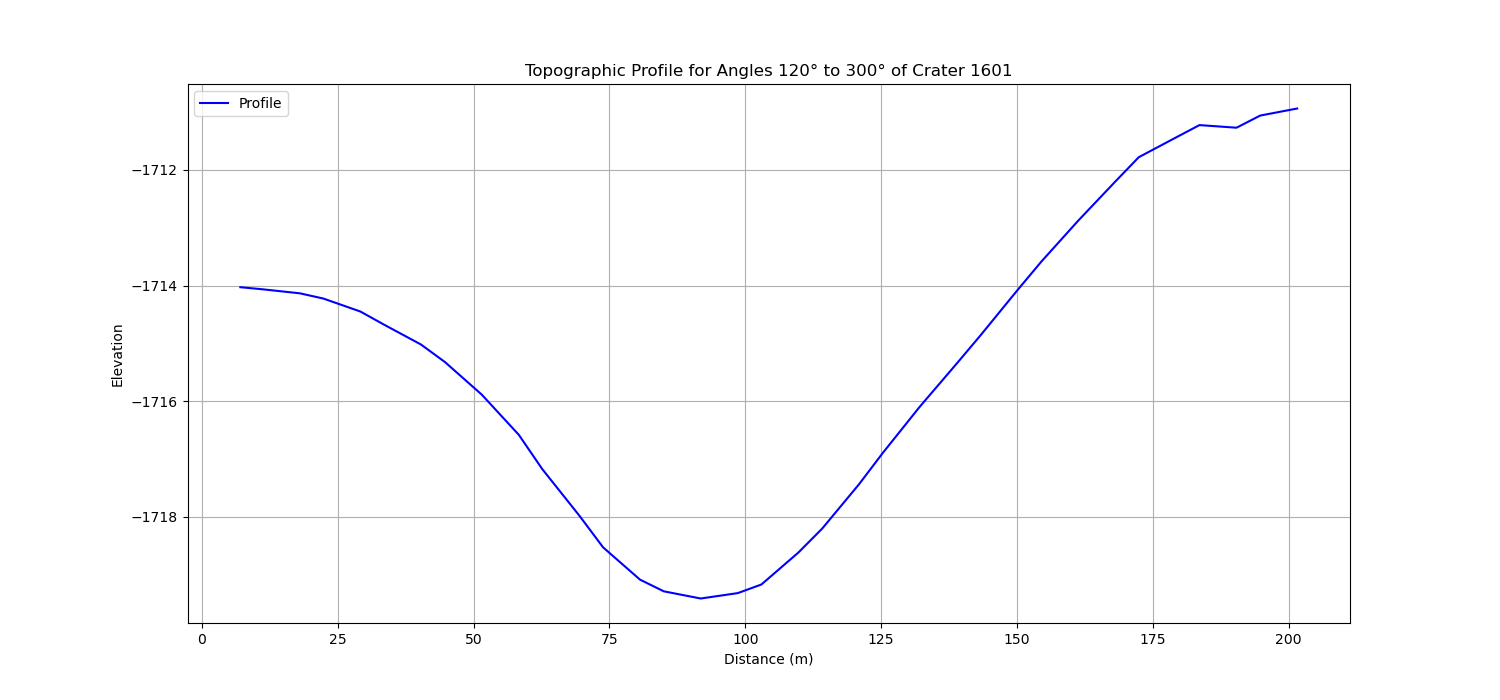 Topographic Profile for Angles 120° to 300° of Crater 1601
Profile
Elevation
−1712
−1714
−1716
−1718
0 25 50 75 100 125 150 175 200
Distance (m)